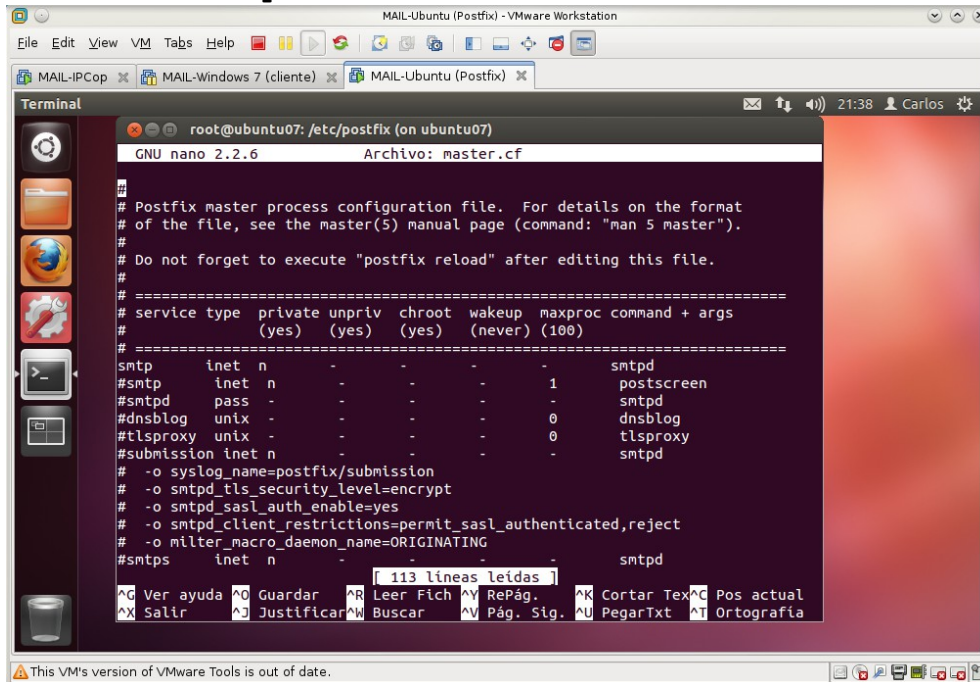 MAIL-Ubuntu (Postfix) - VMware Workstation
File Edit View VM Tabs Help
MAIL-IPCop MAIL-Windows 7 (cliente) MAIL-Ubuntu (Postfix)
Terminal 21:38 Carlos
root@ubuntu07: /etc/postfix (on ubuntu07)
GNU nano 2.2.6 Archivo: master.cf
#
# Postfix master process configuration file. For details on the format
# of the file, see the master(5) manual page (command: "man 5 master").
#
# Do not forget to execute "postfix reload" after editing this file.
#
# ==========================================================================
# service type private unpriv chroot wakeup maxproc command + args
# (yes) (yes) (yes) (never) (100)
# ==========================================================================
smtp inet n - - - - smtpd
#smtp inet n - - - 1 postscreen
#smtpd pass - - - - - smtpd
#dnsblog unix - - - - 0 dnsblog
#tlsproxy unix - - - - 0 tlsproxy
#submission inet n - - - - smtpd
# -o syslog_name=postfix/submission
# -o smtpd_tls_security_level=encrypt
# -o smtpd_sasl_auth_enable=yes
# -o smtpd_client_restrictions=permit_sasl_authenticated,reject
# -o milter_macro_daemon_name=ORIGINATING
#smtps inet n - - - - smtpd
[ 113 líneas leídas ]
^G Ver ayuda ^O Guardar ^R Leer Fich ^Y RePág. ^K Cortar Tex ^C Pos actual
^X Salir ^J Justificar ^W Buscar ^V Pág. Sig. ^U PegarTxt ^T Ortografía
This VM's version of VMware Tools is out of date.